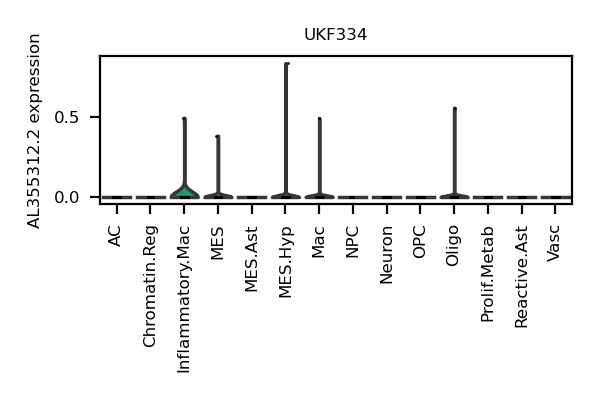 UKF334
AL355312.2 expression
0.5
0.0
AC
Chromatin.Reg
Inflammatory.Mac
MES
MES.Ast
MES.Hyp
Mac
NPC
Neuron
OPC
Oligo
Prolif.Metab
Reactive.Ast
Vasc